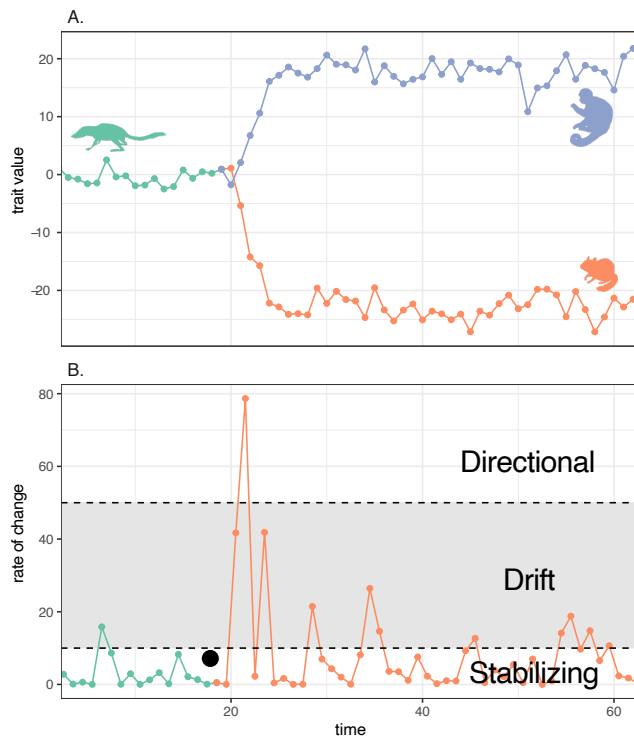 A.
20
10
0
−10
−20
trait value
B.
80
60
40
20
0
rate of change
Directional
Drift
Stabilizing
20
40
60
time